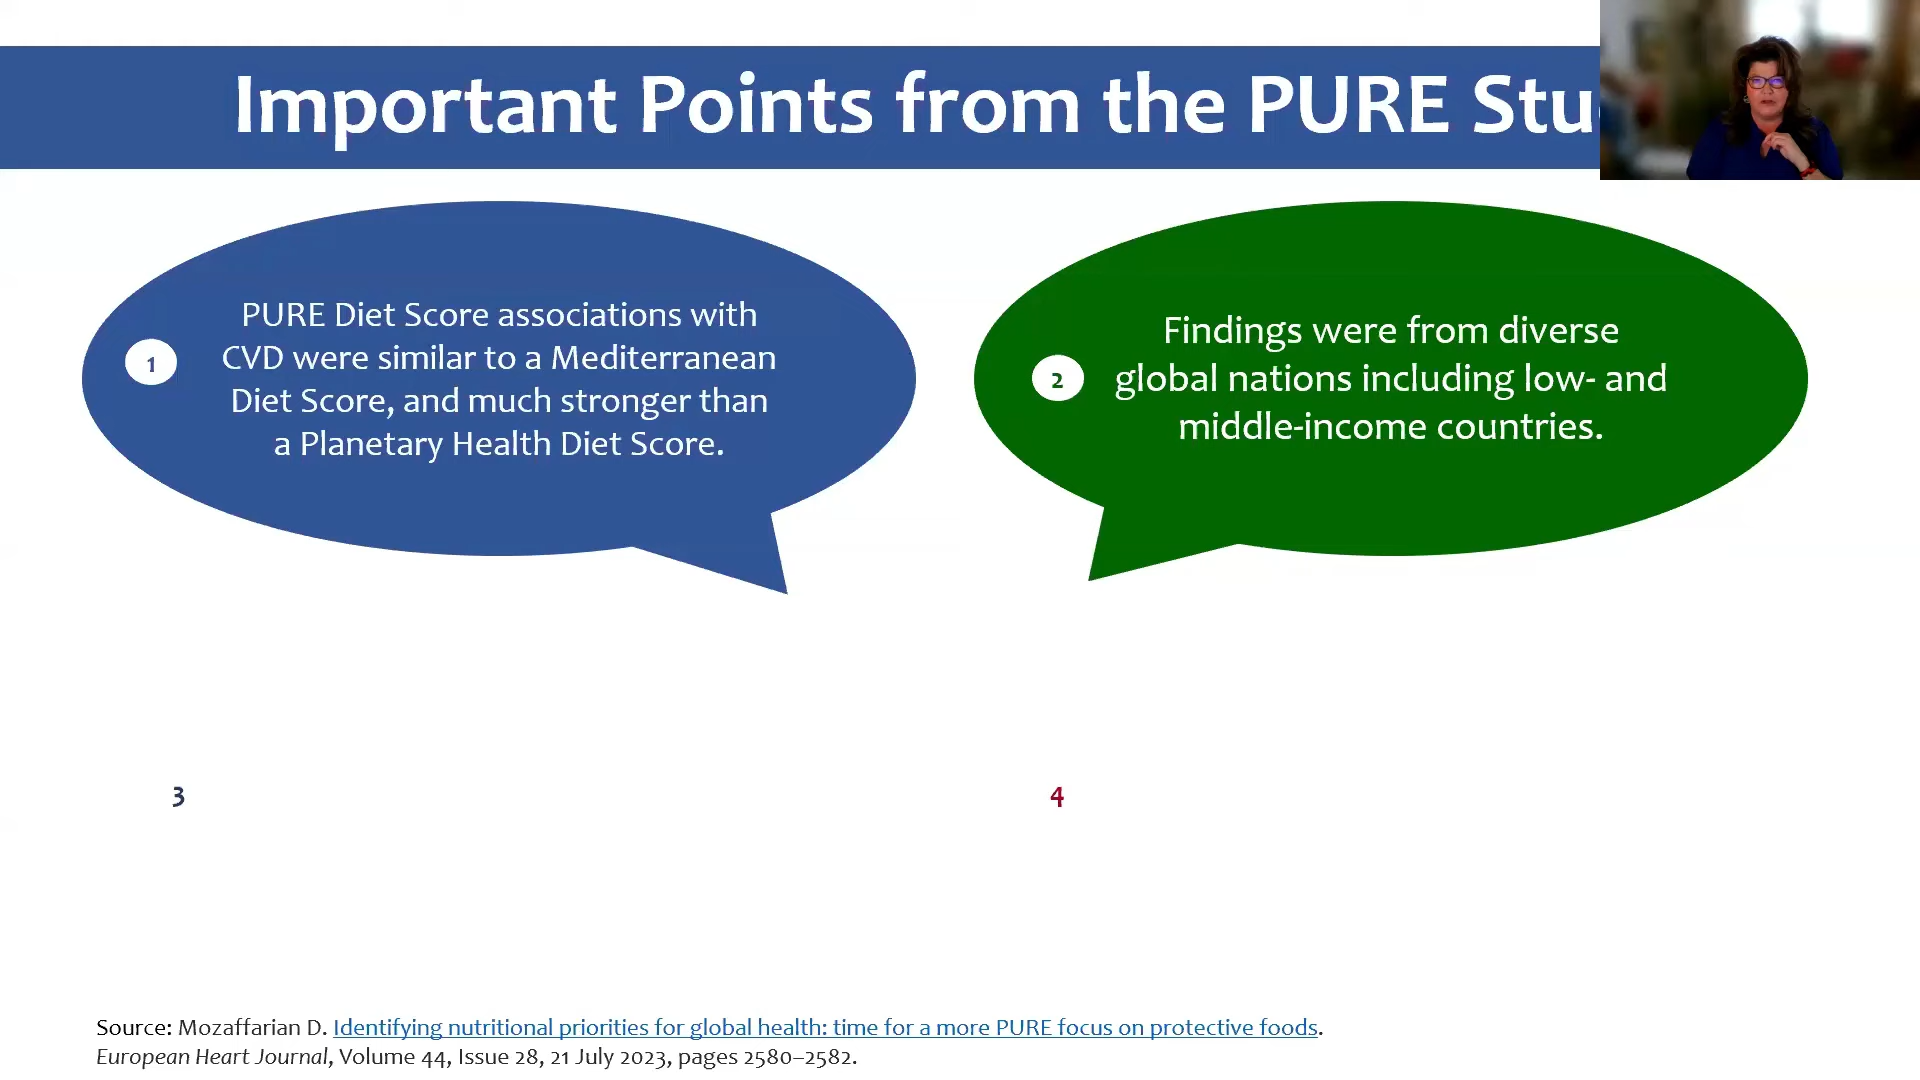 Important Points from the PURE Stu
1
PURE Diet Score associations with
CVD were similar to a Mediterranean
Diet Score, and much stronger than
a Planetary Health Diet Score.
2
Findings were from diverse
global nations including low- and
middle-income countries.
3
4
Source: Mozaffarian D. Identifying nutritional priorities for global health: time for a more PURE focus on protective foods.
European Heart Journal, Volume 44, Issue 28, 21 July 2023, pages 2580–2582.